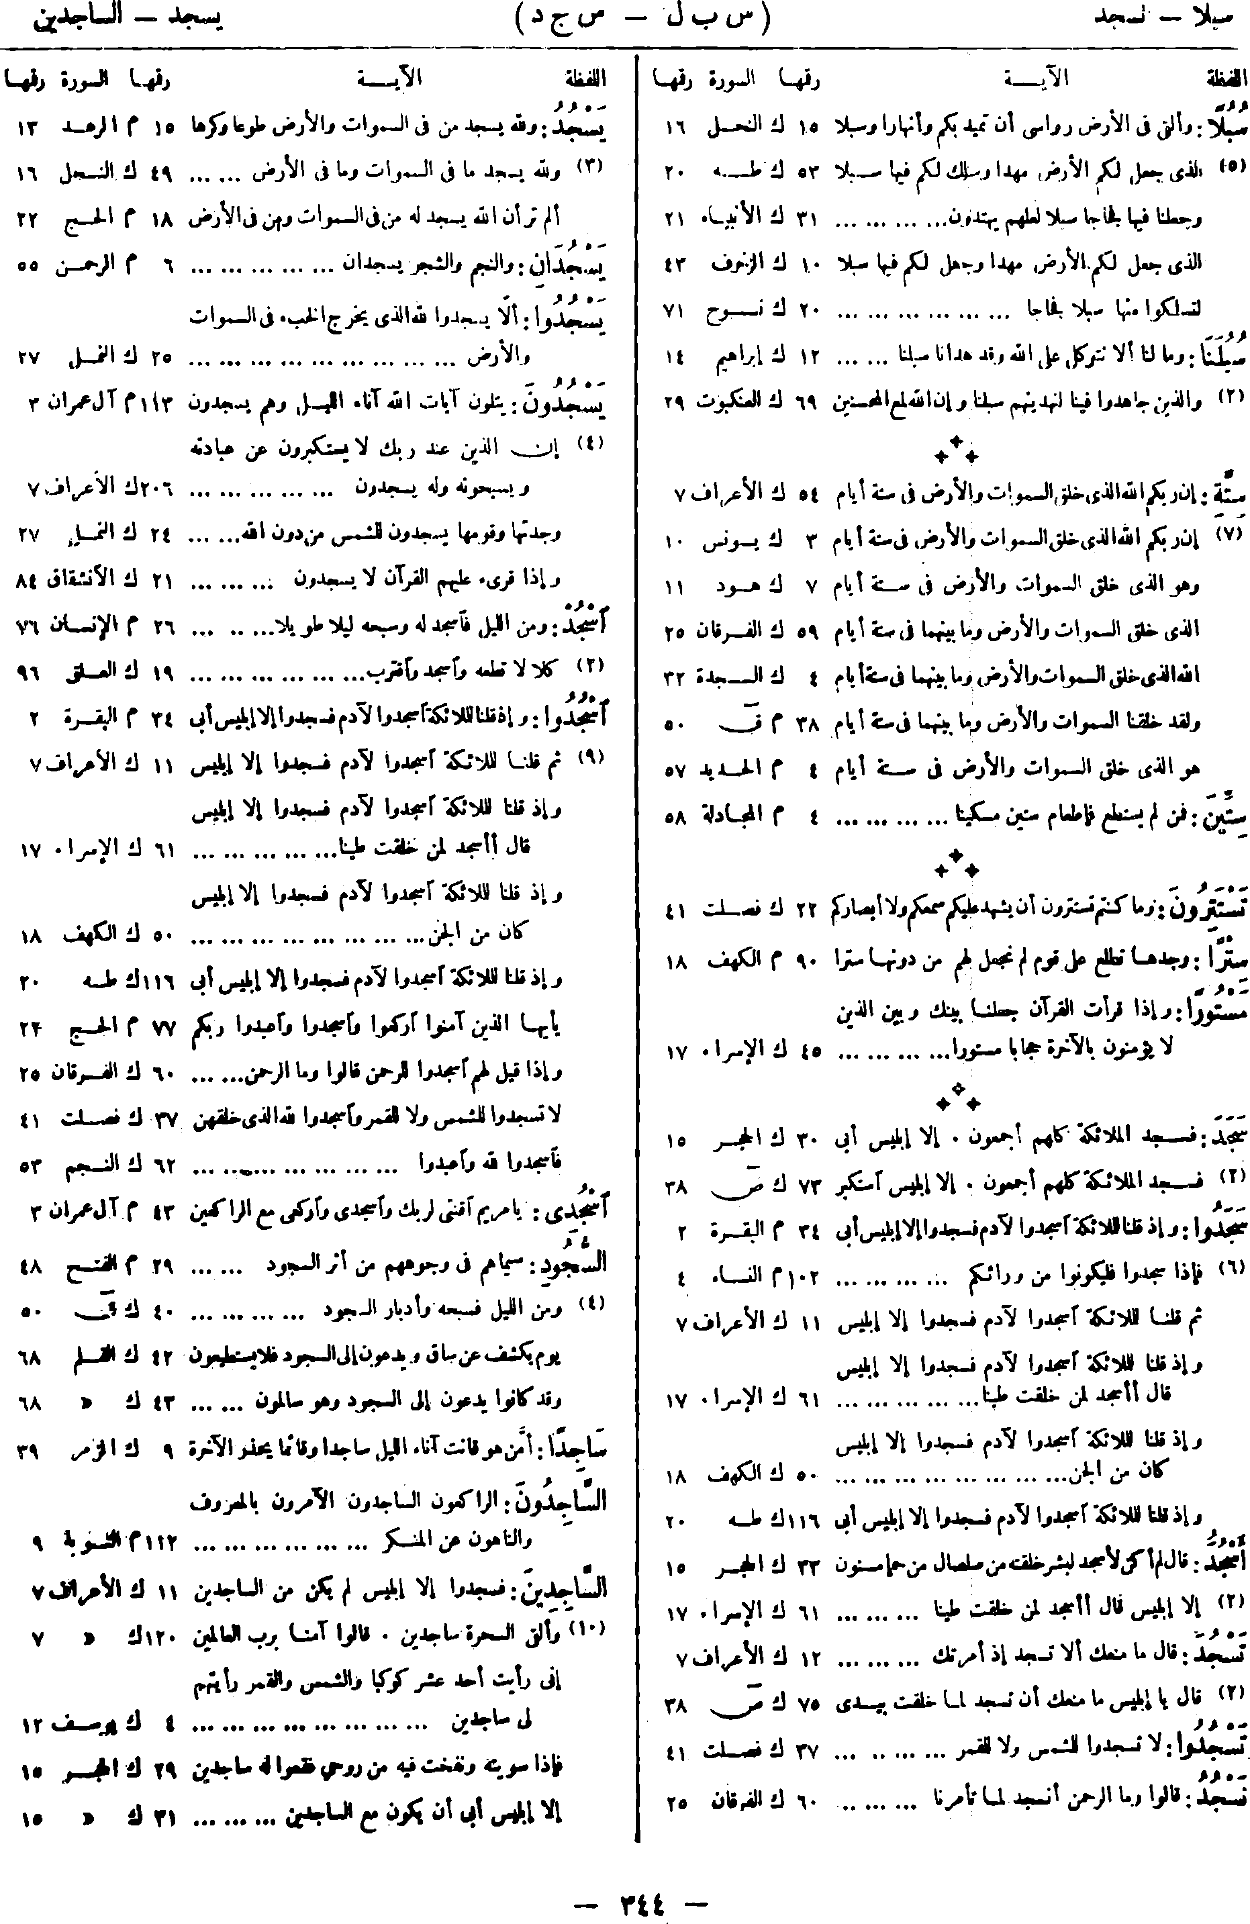 سبلا — نسجد
(س ب ل — س ج د)
يسجد — الساجدين
اللفظة الآيـــة رقمها السورة رقمها
سُبُلًا : وألقى فى الأرض رواسى أن تميد بكم وأنهارا وسبلا ١٥ ك النحل ١٦
(٥) الذى جعل لكم الأرض مهدا وسلك لكم فيها سبلا ٥٣ ك طه ٢٠
وجعلنا فيها فجاجا سبلا لعلهم يهتدون... ... ... ... ٣١ ك الأنبياء ٢١
الذى جعل لكم الأرض مهدا وجعل لكم فيها سبلا ١٠ ك الزخرف ٤٣
لتسلكوا منها سبلا فجاجا ... ... ... ... ... ... ٢٠ ك نوح ٧١
سُبُلَنَا : وما لنا ألا نتوكل على الله وقد هدانا سبلنا ... ... ١٢ ك إبراهيم ١٤
(٢) والذين جاهدوا فينا لنهدينهم سبلنا وإن الله لمع المحسنين ٦٩ ك العنكبوت ٢٩
سِتَّةِ : إن ربكم الله الذى خلق السموات والأرض فى ستة أيام ٥٤ ك الأعراف ٧
(٧) إن ربكم الله الذى خلق السموات والأرض فى ستة أيام ٣ ك يونس ١٠
وهو الذى خلق السموات والأرض فى ستة أيام ٧ ك هود ١١
الذى خلق السموات والأرض وما بينهما فى ستة أيام ٥٩ ك الفرقان ٢٥
الله الذى خلق السموات والأرض وما بينهما فى ستة أيام ٤ ك السجدة ٣٢
ولقد خلقنا السموات والأرض وما بينهما فى ستة أيام ٣٨ م ق ٥٠
هو الذى خلق السموات والأرض فى ستة أيام ٤ م الحديد ٥٧
سِتِّينَ : فمن لم يستطع فإطعام ستين مسكينا ... ... ... ... ٤ م المجادلة ٥٨
تَسْتَتِرُونَ : وما كنتم تستترون أن يشهد عليكم سمعكم ولا أبصاركم ٢٢ ك فصلت ٤١
سِتْرًا : وجدها تطلع على قوم لم نجعل لهم من دونها سترا ٩٠ م الكهف ١٨
مَسْتُورًا : وإذا قرأت القرآن جعلنا بينك وبين الذين
لا يؤمنون بالآخرة حجابا مستورا... ... ... ... ٤٥ ك الإسراء ١٧
سَجَدَ : فسجد الملائكة كلهم أجمعون . إلا إبليس أبى ٣٠ ك الحجر ١٥
(٢) فسجد الملائكة كلهم أجمعون . إلا إبليس استكبر ٧٣ ك ص ٣٨
سَجَدُوا : وإذ قلنا للملائكة اسجدوا لآدم فسجدوا إلا إبليس أبى ٣٤ م البقرة ٢
(٦) فإذا سجدوا فليكونوا من ورائكم ... ... ... ... ١٠٢ م النساء ٤
ثم قلنا للملائكة اسجدوا لآدم فسجدوا إلا إبليس ١١ ك الأعراف ٧
وإذ قلنا للملائكة اسجدوا لآدم فسجدوا إلا إبليس
قال أأسجد لمن خلقت طينا... ... ... ... ... ٦١ ك الإسراء ١٧
وإذ قلنا للملائكة اسجدوا لآدم فسجدوا إلا إبليس
كان من الجن... ... ... ... ... ... ... ... ... ٥٠ ك الكهف ١٨
وإذ قلنا للملائكة اسجدوا لآدم فسجدوا إلا إبليس أبى ١١٦ ك طه ٢٠
أَسْجُدُ : قال لم أكن لأسجد لبشر خلقته من صلصال من حمإ مسنون ٣٣ ك الحجر ١٥
(٢) إلا إبليس قال أأسجد لمن خلقت طينا ... ... ... ٦١ ك الإسراء ١٧
تَسْجُدَ : قال ما منعك ألا تسجد إذ أمرتك ... ... ... ١٢ ك الأعراف ٧
(٢) قال يا إبليس ما منعك أن تسجد لما خلقت بيدى ٧٥ ك ص ٣٨
تَسْجُدُوا : لا تسجدوا للشمس ولا للقمر ... ... .. ... ٣٧ ك فصلت ٤١
نَسْجُدُ : قالوا وما الرحمن أنسجد لما تأمرنا ... ... ... .. ٦٠ ك الفرقان ٢٥
اللفظة الآيـــة رقمها السورة رقمها
يَسْجُدُ : ولله يسجد من فى السموات والأرض طوعا وكرها ١٥ م الرعد ١٣
(٣) ولله يسجد ما فى السموات وما فى الأرض ... ... ٤٩ ك النحل ١٦
ألم تر أن الله يسجد له من فى السموات ومن فى الأرض ١٨ م الحج ٢٢
يَسْجُدَانِ : والنجم والشجر يسجدان ... ... ... ... ... ٦ م الرحمن ٥٥
يَسْجُدُوا : ألّا يسجدوا لله الذى يخرج الخبء فى السموات
والأرض ... ... ... ... ... ... ... ... ... ٢٥ ك النمل ٢٧
يَسْجُدُونَ : يتلون آيات الله آناء الليل وهم يسجدون ١١٣ م آل عمران ٣
(٤) إن الذين عند ربك لا يستكبرون عن عبادته
ويسبحونه وله يسجدون ... ... ... ... ... ٢٠٦ ك الأعراف ٧
وجدتها وقومها يسجدون للشمس من دون الله... ... ٢٤ ك النمل ٢٧
وإذا قرىء عليهم القرآن لا يسجدون ... ... ... ٢١ ك الأنشقاق ٨٤
اسْجُدْ : ومن الليل فاسجد له وسبحه ليلا طويلا... .. ... ٢٦ م الإنسان ٧٦
(٢) كلا لا تطعه واسجد واقترب... ... ... ... ... ... ١٩ ك العلق ٩٦
اسْجُدُوا : وإذ قلنا للملائكة اسجدوا لآدم فسجدوا إلا إبليس أبى ٣٤ م البقرة ٢
(٩) ثم قلنا للملائكة اسجدوا لآدم فسجدوا إلا إبليس ١١ ك الأعراف ٧
وإذ قلنا للملائكة اسجدوا لآدم فسجدوا إلا إبليس
قال أأسجد لمن خلقت طينا... ... ... ... ... ٦١ ك الإسراء ١٧
وإذ قلنا للملائكة اسجدوا لآدم فسجدوا إلا إبليس
كان من الجن... ... ... ... ... ... ... ... ... ٥٠ ك الكهف ١٨
وإذ قلنا للملائكة اسجدوا لآدم فسجدوا إلا إبليس أبى ١١٦ ك طه ٢٠
يأيها الذين آمنوا اركعوا واسجدوا واعبدوا ربكم ٧٧ م الحج ٢٢
وإذا قيل لهم اسجدوا للرحمن قالوا وما الرحمن... ... ٦٠ ك الفرقان ٢٥
لا تسجدوا للشمس ولا للقمر واسجدوا لله الذى خلقهن ٣٧ ك فصلت ٤١
فاسجدوا لله واعبدوا ... ... ... ... ... ... ... ٦٢ ك النجم ٥٣
اسْجُدِى : يا مريم اقنتى لربك واسجدى واركعى مع الراكعين ٤٣ م آل عمران ٣
السُّجُودِ : سيماهم فى وجوههم من أثر السجود ... ... ٢٩ م الفتح ٤٨
(٤) ومن الليل فسبحه وأدبار السجود ... ... ... ... ٤٠ ك ق ٥٠
يوم يكشف عن ساق ويدعون إلى السجود فلا يستطيعون ٤٢ ك القلم ٦٨
وقد كانوا يدعون إلى السجود وهم سالمون ... ... ٤٣ ك « ٦٨
سَاجِدًا : أمّن هو قانت آناء الليل ساجدا وقائما يحذر الآخرة ٩ ك الزمر ٣٩
السَّاجِدُونَ : الراكعون الساجدون الآمرون بالمعروف
والناهون عن المنكر ... ... ... ... ... ... ١١٢ م التوبة ٩
السَّاجِدِينَ : فسجدوا إلا إبليس لم يكن من الساجدين ١١ ك الأعراف ٧
(١٠) وألقى السحرة ساجدين . قالوا آمنا برب العالمين ١٢٠ ك « ٧
إنى رأيت أحد عشر كوكبا والشمس والقمر رأيتهم
لى ساجدين ... ... ... ... ... ... ... ... ٤ ك يوسف ١٢
فإذا سويته ونفخت فيه من روحي فقعوا له ساجدين ٢٩ ك الحجر ١٥
إلا إبليس أبى أن يكون مع الساجدين ... ... ... ٣١ ك « ١٥
— ٣٤٤ —